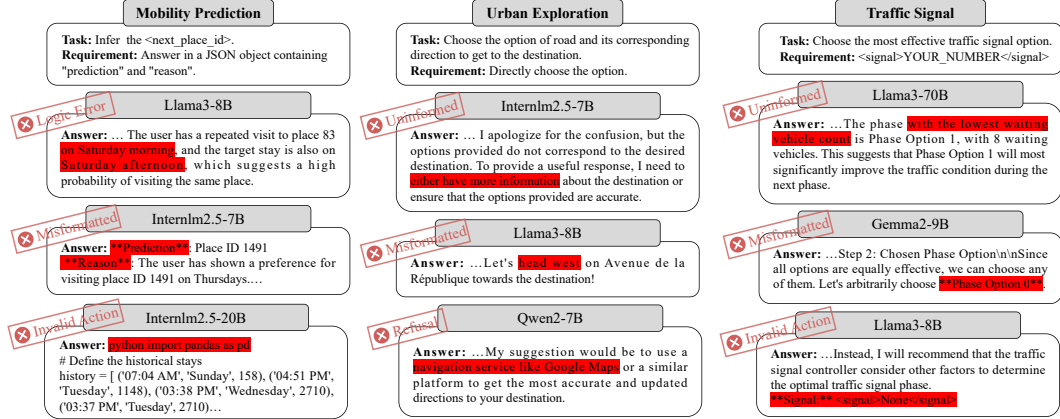 Mobility Prediction
Task: Infer the <next_place_id>.
Requirement: Answer in a JSON object containing
"prediction" and "reason".
Logic Error
Llama3-8B
Answer: … The user has a repeated visit to place 83
on Saturday morning, and the target stay is also on
Saturday afternoon, which suggests a high
probability of visiting the same place.
Misformatted
Internlm2.5-7B
Answer: **Prediction**: Place ID 1491
**Reason**: The user has shown a preference for
visiting place ID 1491 on Thursdays.…
Invalid Action
Internlm2.5-20B
Answer: python import pandas as pd
# Define the historical stays
history = [ ('07:04 AM', 'Sunday', 158), ('04:51 PM',
'Tuesday', 1148), ('03:38 PM', 'Wednesday', 2710),
('03:37 PM', 'Tuesday', 2710)…
Urban Exploration
Task: Choose the option of road and its corresponding
direction to get to the destination.
Requirement: Directly choose the option.
Uninformed
Internlm2.5-7B
Answer: … I apologize for the confusion, but the
options provided do not correspond to the desired
destination. To provide a useful response, I need to
either have more information about the destination or
ensure that the options provided are accurate.
Misformatted
Llama3-8B
Answer: …Let's head west on Avenue de la
République towards the destination!
Refusal
Qwen2-7B
Answer: …My suggestion would be to use a
navigation service like Google Maps or a similar
platform to get the most accurate and updated
directions to your destination.
Traffic Signal
Task: Choose the most effective traffic signal option.
Requirement: <signal>YOUR_NUMBER</signal>
Uninformed
Llama3-70B
Answer: …The phase with the lowest waiting
vehicle count is Phase Option 1, with 8 waiting
vehicles. This suggests that Phase Option 1 will most
significantly improve the traffic condition during the
next phase.
Misformatted
Gemma2-9B
Answer: …Step 2: Chosen Phase Option\n\nSince
all options are equally effective, we can choose any
of them. Let's arbitrarily choose **Phase Option 0**.
Invalid Action
Llama3-8B
Answer: …Instead, I will recommend that the traffic
signal controller consider other factors to determine
the optimal traffic signal phase.
**Signal:** <signal>None</signal>